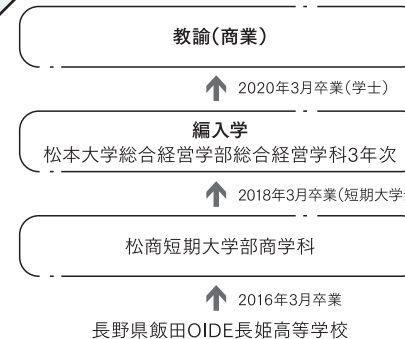 教諭(商業)
2020年3月卒業(学士)
編入学
松本大学総合経営学部総合経営学科3年次
2018年3月卒業(短期大学
松商短期大学部商学科
2016年3月卒業
長野県飯田OIDE長姫高等学校